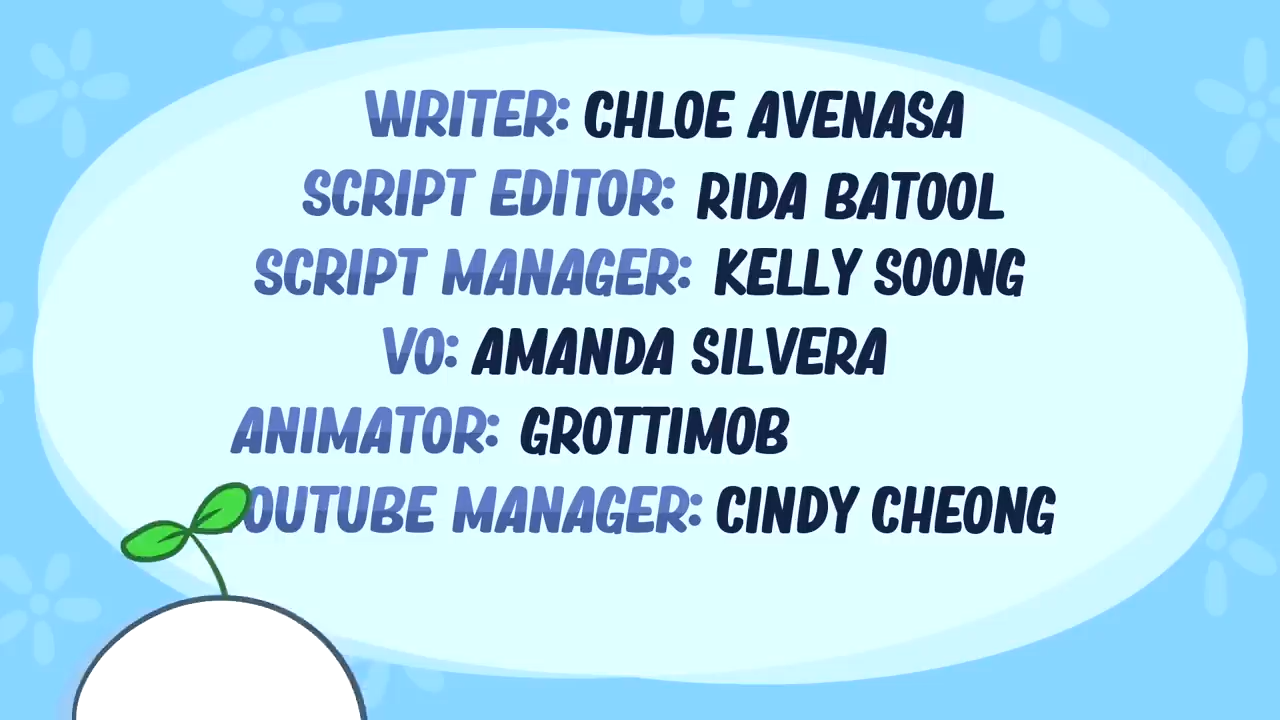 WRITER: CHLOE AVENASA
SCRIPT EDITOR: RIDA BATOOL
SCRIPT MANAGER: KELLY SOONG
VO: AMANDA SILVERA
ANIMATOR: GROTTIMOB
OUTUBE MANAGER: CINDY CHEONG